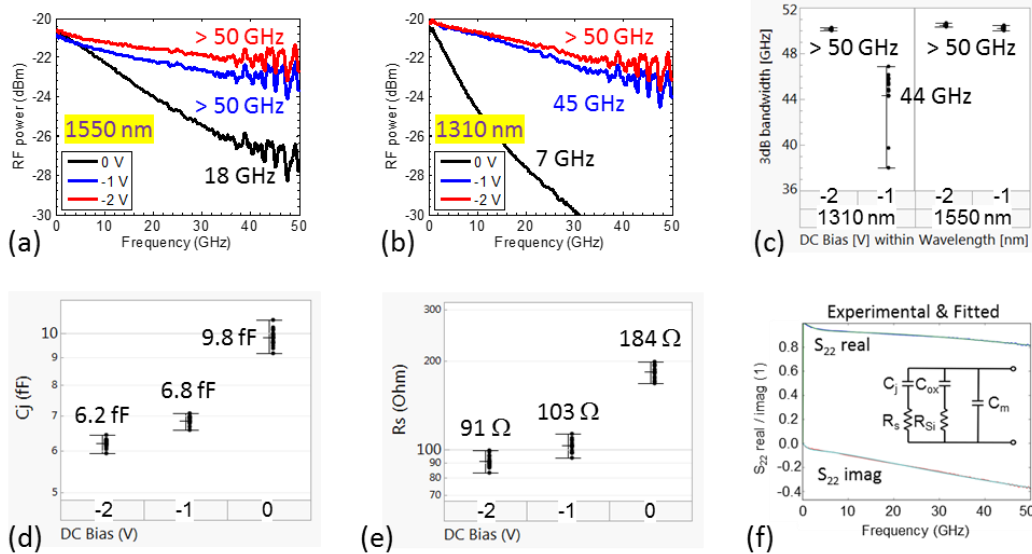 -20
-22
-24
-26
-28
-30
RF power (dBm)
> 50 GHz
> 50 GHz
1550 nm
0 V
-1 V
-2 V
18 GHz
0 10 20 30 40 50
Frequency (GHz)
(a)
-20
-22
-24
-26
-28
-30
RF power (dBm)
> 50 GHz
45 GHz
1310 nm
0 V
-1 V
-2 V
7 GHz
0 10 20 30 40 50
Frequency (GHz)
(b)
52
50
48
46
44
42
40
38
36
3dB bandwidth [GHz]
> 50 GHz
> 50 GHz
44 GHz
-2 -1 -2 -1
1310 nm 1550 nm
DC Bias [V] within Wavelength [nm]
(c)
10
9
8
7
6
5
Cj (fF)
9.8 fF
6.8 fF
6.2 fF
-2 -1 0
DC Bias (V)
(d)
300
200
100
90
80
70
Rs (Ohm)
184 Ω
103 Ω
91 Ω
-2 -1 0
DC Bias (V)
(e)
Experimental & Fitted
0.8
0.6
0.4
0.2
0.0
-0.2
-0.4
S22 real / imag (1)
S22 real
Cj
Cox
Cm
Rs
RSi
S22 imag
0 10 20 30 40 50
Frequency (GHz)
(f)